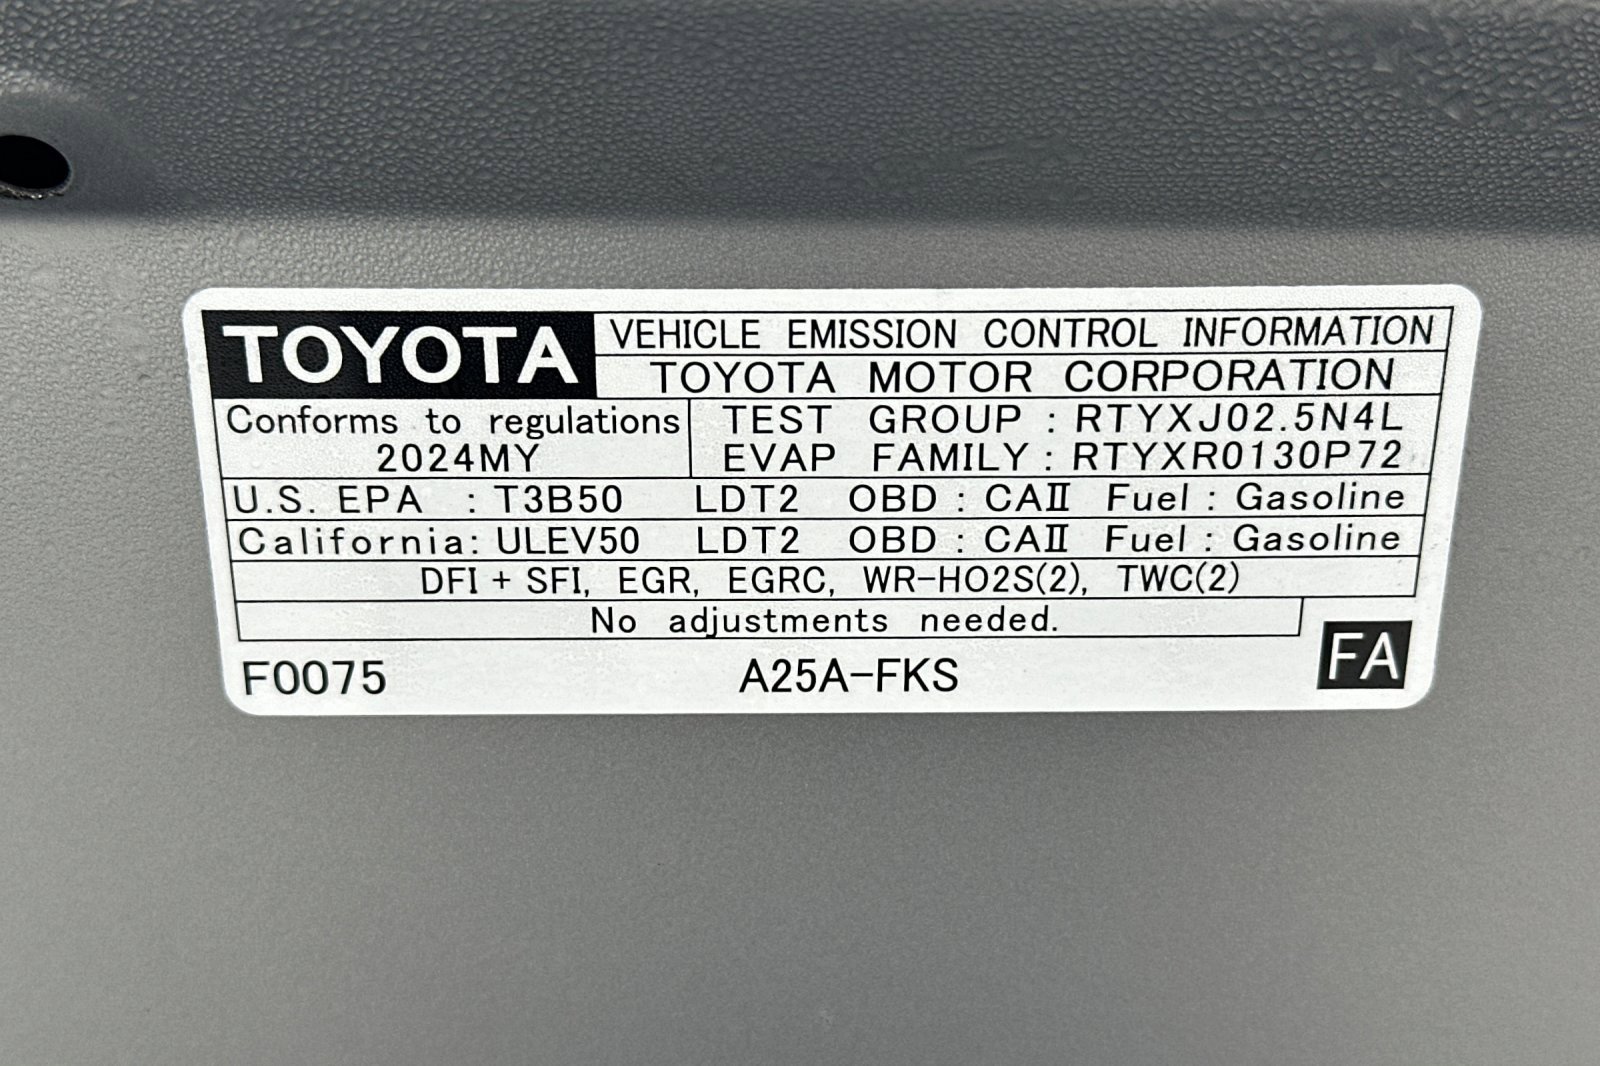 TOYOTA VEHICLE EMISSION CONTROL INFORMATION
TOYOTA MOTOR CORPORATION
Conforms to regulations
2024MY
TEST GROUP : RTYXJ02.5N4L
EVAP FAMILY : RTYXR0130P72
U.S. EPA : T3B50 LDT2 OBD : CAⅡ Fuel : Gasoline
California: ULEV50 LDT2 OBD : CAⅡ Fuel : Gasoline
DFI + SFI, EGR, EGRC, WR-HO2S(2), TWC(2)
No adjustments needed.
F0075 A25A-FKS FA